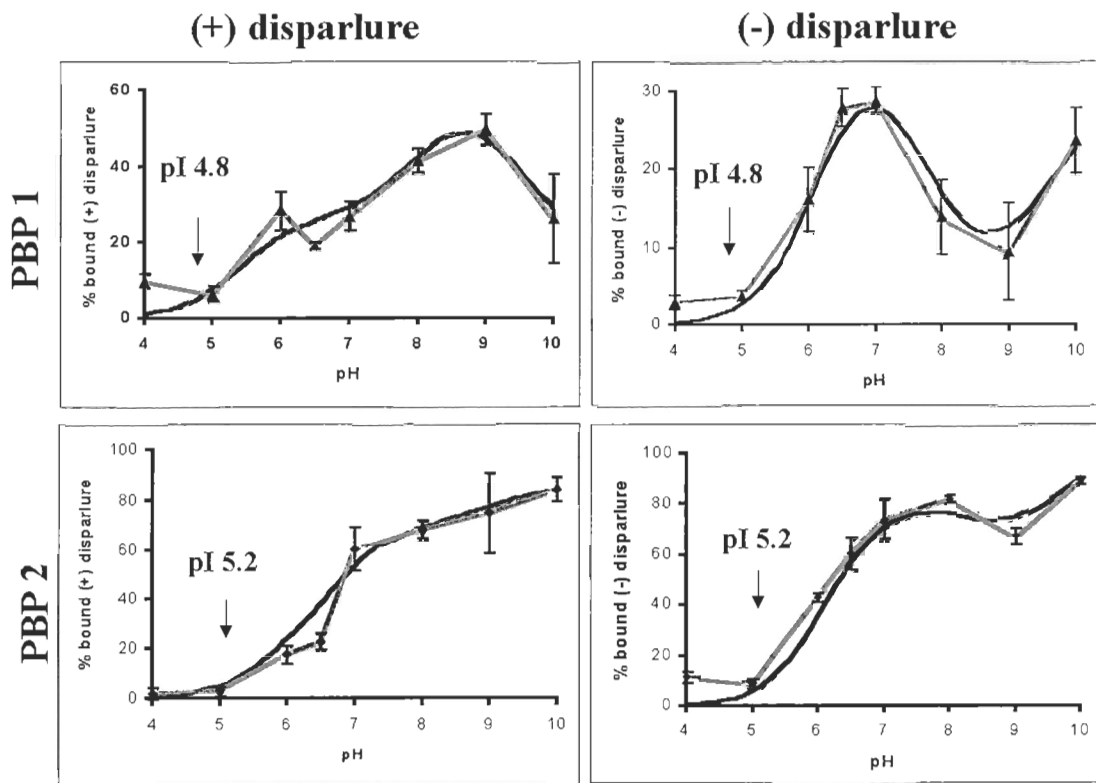 (+) disparlure
(-) disparlure
PBP 1
% bound (+) disparlure
60
40
20
0
pI 4.8
4 5 6 7 8 9 10
pH
% bound (-) disparlure
30
20
10
0
pI 4.8
4 5 6 7 8 9 10
pH
PBP 2
% bound (+) disparlure
100
80
60
40
20
0
pI 5.2
4 5 6 7 8 9 10
pH
% bound (-) disparlure
100
80
60
40
20
0
pI 5.2
4 5 6 7 8 9 10
pH